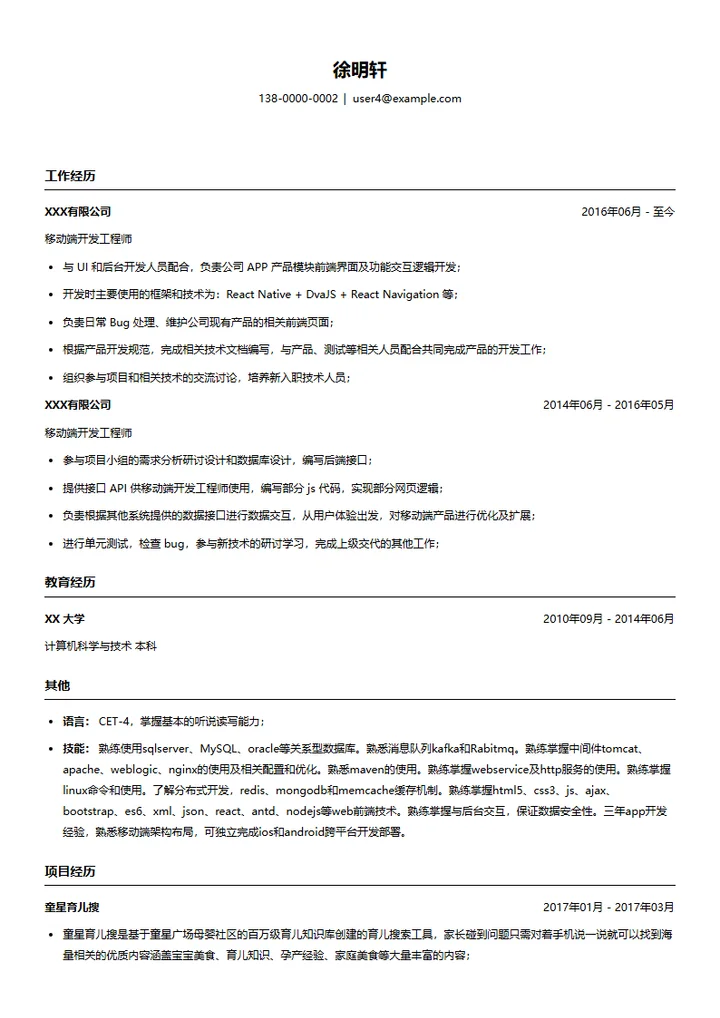 徐明轩
138-0000-0002 | user4@example.com
工作经历
XXX有限公司 2016年06月 - 至今
移动端开发工程师
• 与 UI 和后台开发人员配合，负责公司 APP 产品模块前端界面及功能交互逻辑开发；
• 开发时主要使用的框架和技术为：React Native + DvaJS + React Navigation 等；
• 负责日常 Bug 处理、维护公司现有产品的相关前端页面；
• 根据产品开发规范，完成相关技术文档编写，与产品、测试等相关人员配合共同完成产品的开发工作；
• 组织参与项目和相关技术的交流讨论，培养新入职技术人员；
XXX有限公司 2014年06月 - 2016年05月
移动端开发工程师
• 参与项目小组的需求分析研讨设计和数据库设计，编写后端接口；
• 提供接口 API 供移动端开发工程师使用，编写部分 js 代码，实现部分网页逻辑；
• 负责根据其他系统提供的数据接口进行数据交互，从用户体验出发，对移动端产品进行优化及扩展；
• 进行单元测试，检查 bug，参与新技术的研讨学习，完成上级交代的其他工作；
教育经历
XX 大学 2010年09月 - 2014年06月
计算机科学与技术 本科
其他
• 语言： CET-4，掌握基本的听说读写能力；
• 技能： 熟练使用sqlserver、MySQL、oracle等关系型数据库。熟悉消息队列kafka和Rabitmq。熟练掌握中间件tomcat、
apache、weblogic、nginx的使用及相关配置和优化。熟悉maven的使用。熟练掌握webservice及http服务的使用。熟练掌握
linux命令和使用。了解分布式开发，redis、mongodb和memcache缓存机制。熟练掌握html5、css3、js、ajax、
bootstrap、es6、xml、json、react、antd、nodejs等web前端技术。熟练掌握与后台交互，保证数据安全性。三年app开发
经验，熟悉移动端架构布局，可独立完成ios和android跨平台开发部署。
项目经历
童星育儿搜 2017年01月 - 2017年03月
• 童星育儿搜是基于童星广场母婴社区的百万级育儿知识库创建的育儿搜索工具，家长碰到问题只需对着手机说一说就可以找到海
量相关的优质内容涵盖宝宝美食、育儿知识、孕产经验、家庭美食等大量丰富的内容；